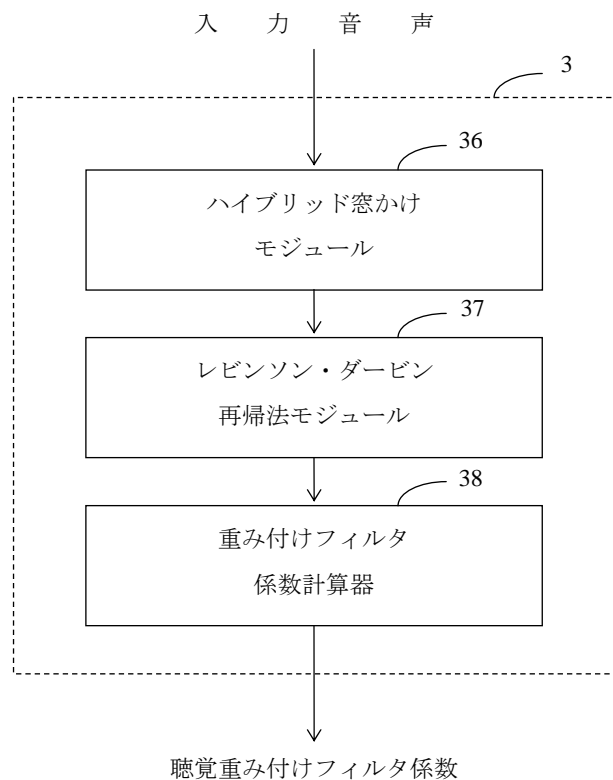 入 力 音 声
3
36
ハイブリッド窓かけ
モジュール
37
レビンソン・ダービン
再帰法モジュール
38
重み付けフィルタ
係数計算器
聴覚重み付けフィルタ係数